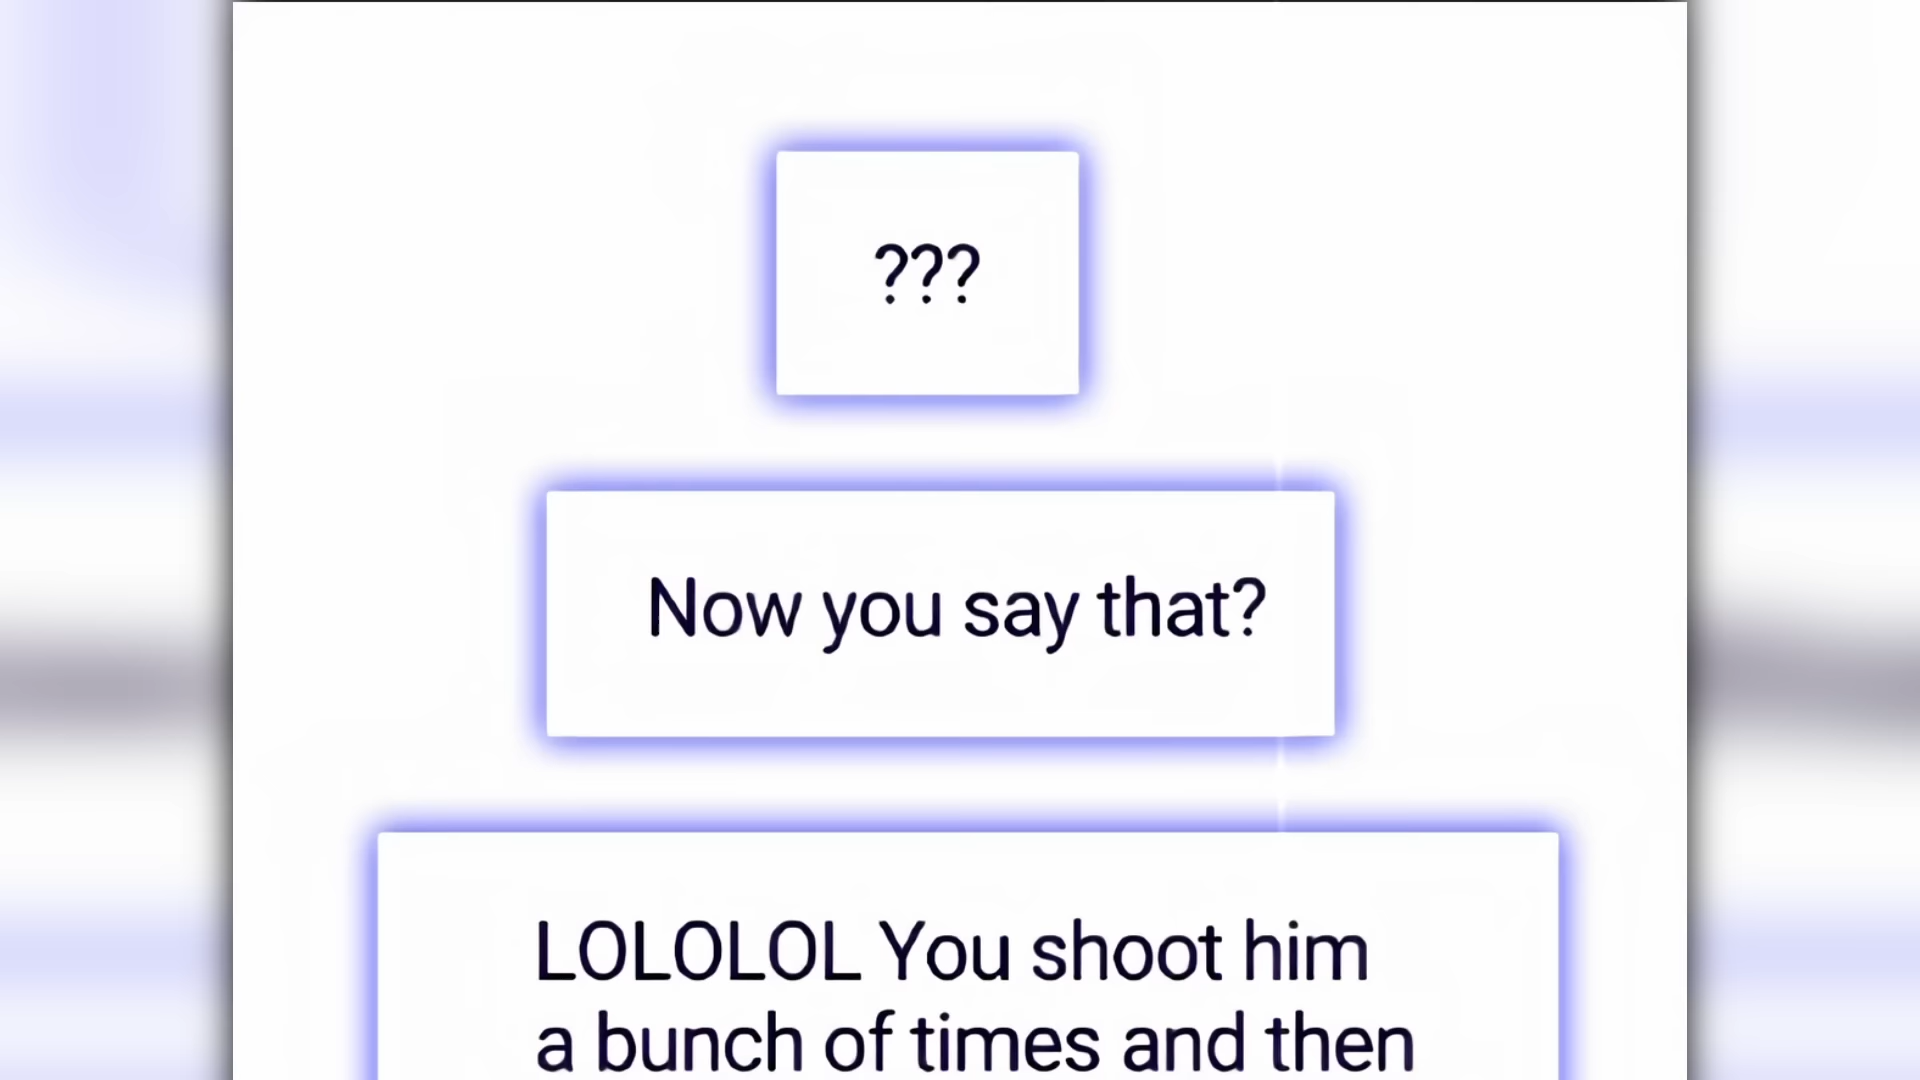 ???
Now you say that?
LOLOLOL You shoot him
a bunch of times and then